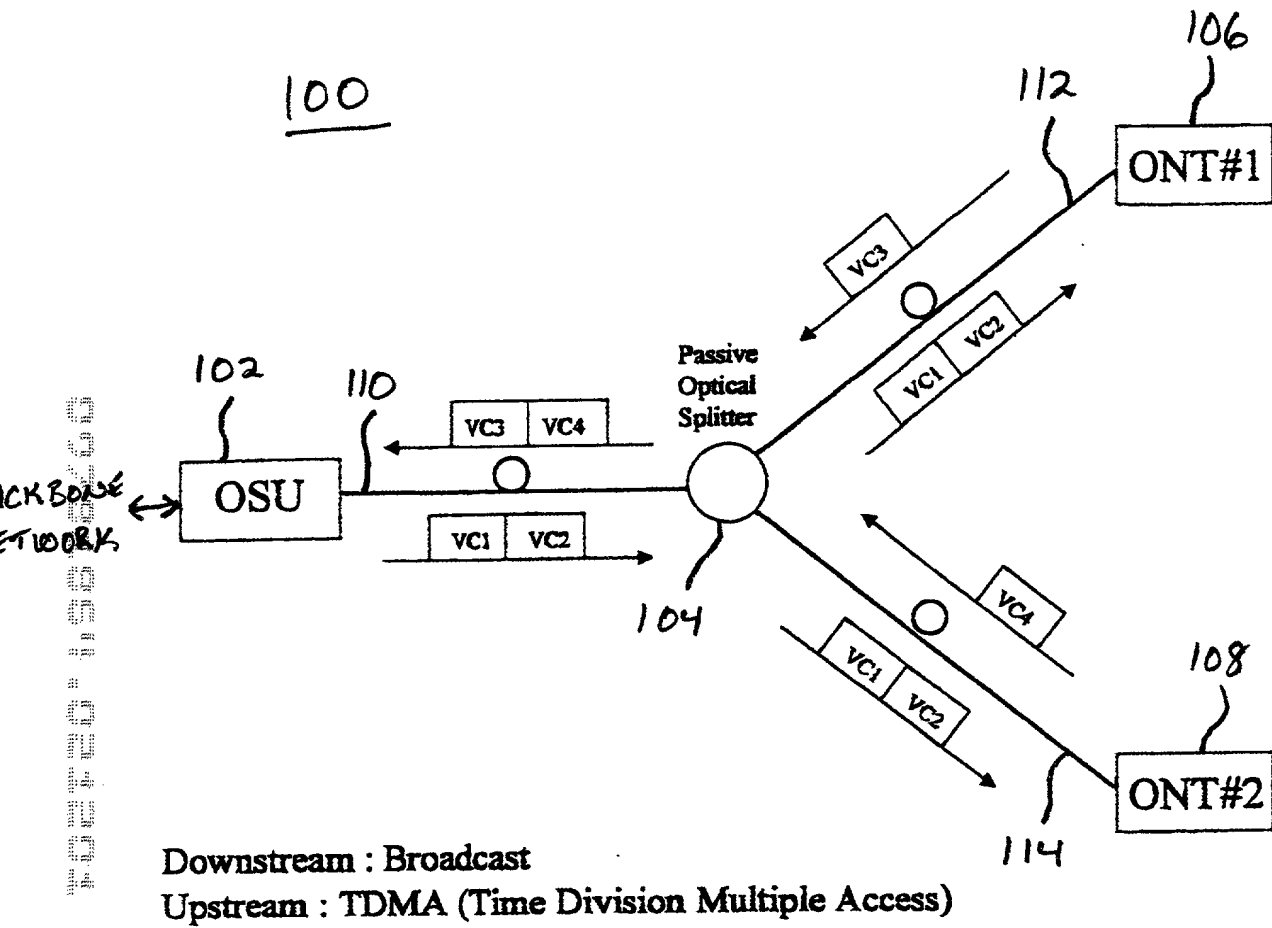 100
106
112
ONT#1
VC3
VC1 VC2
Passive
Optical
Splitter
102
110
VC3 VC4
OSU
VC1 VC2
104
VC4
VC1 VC2
108
ONT#2
114
Downstream : Broadcast
Upstream : TDMA (Time Division Multiple Access)